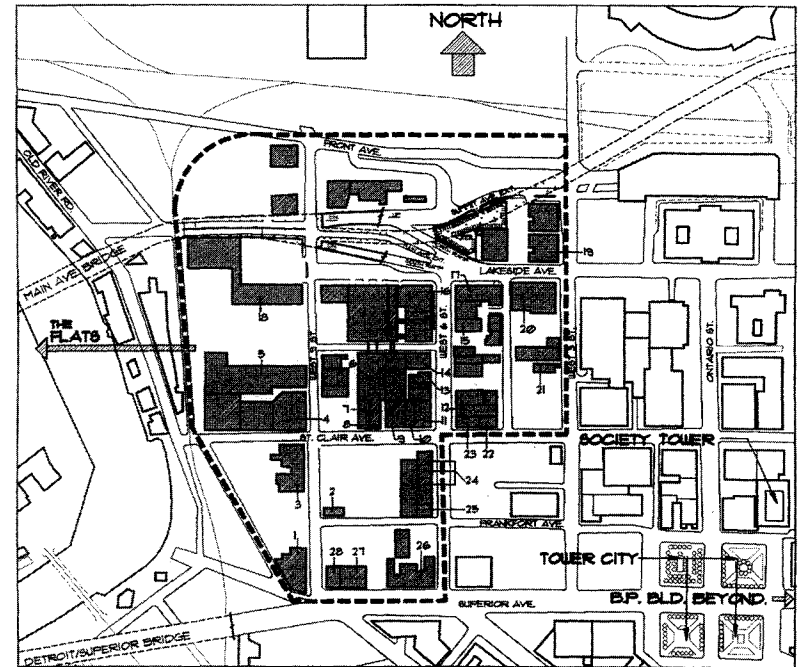 NORTH
FRONT AVE.
OLD RIVER RD
MAIN AVE. BRIDGE
LAKESIDE AVE.
19
17
18
THE
FLATS
WEST 6 ST.
20
ONTARIO ST.
5
21
14
13
7
12
8
11
4
ST. CLAIR AVE.
9
10
23
22
SOCIETY TOWER
24
3
2
25
FRANKFORT AVE.
1
28
27
26
TOWER CITY
SUPERIOR AVE.
B.P. BLD. BEYOND.
DETROIT/SUPERIOR BRIDGE